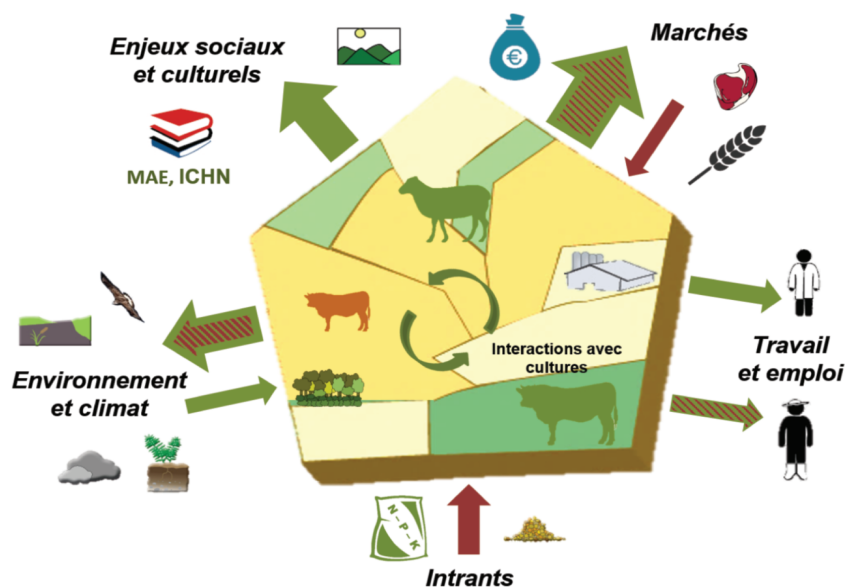 Enjeux sociaux
et culturels
MAE, ICHN
€
Marchés
Environnement
et climat
Interactions avec
cultures
Travail
et emploi
N-P-K
Intrants